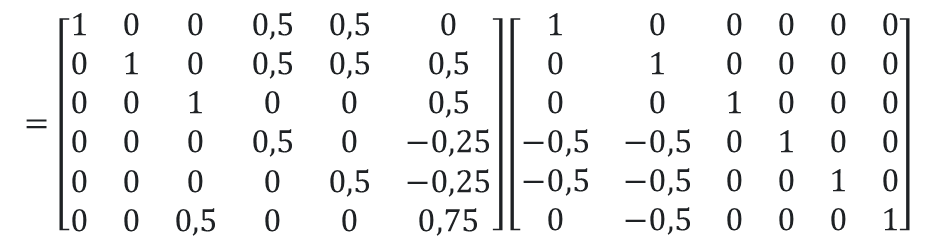 1 0 0 0,5 0,5 0 1 0 0 0 0 0
0 1 0 0,5 0,5 0,5 0 1 0 0 0 0
= 0 0 1 0 0 0,5 0 0 1 0 0 0
0 0 0 0,5 0 −0,25 −0,5 −0,5 0 1 0 0
0 0 0 0 0,5 −0,25 −0,5 −0,5 0 0 1 0
0 0 0,5 0 0 0,75 0 −0,5 0 0 0 1